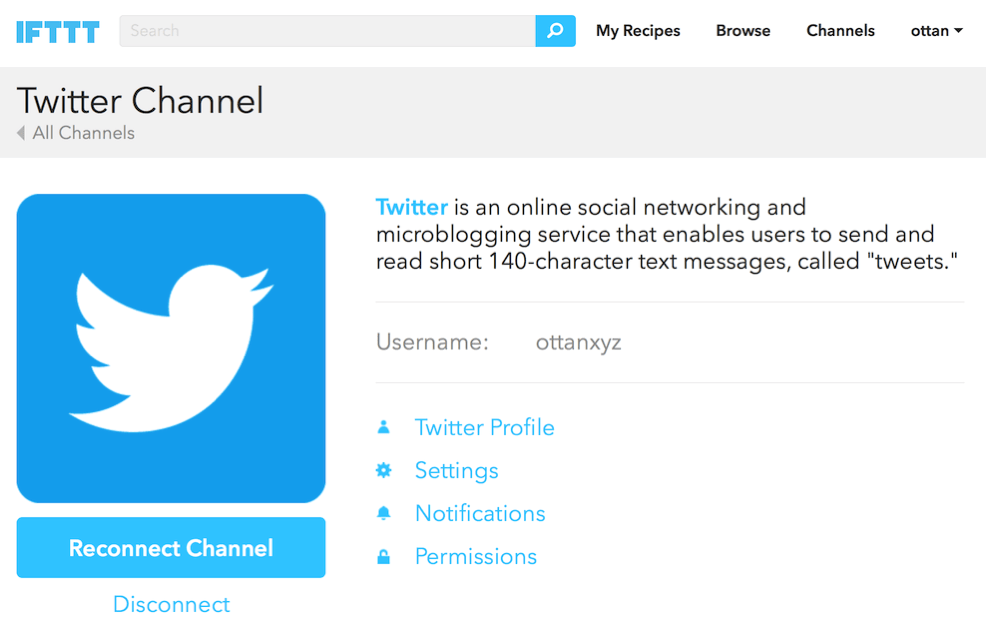 IFTTT
Search
My Recipes
Browse
Channels
ottan
Twitter Channel
All Channels
Twitter is an online social networking and
microblogging service that enables users to send and
read short 140-character text messages, called "tweets."
Username: ottanxyz
Twitter Profile
Settings
Notifications
Permissions
Reconnect Channel
Disconnect